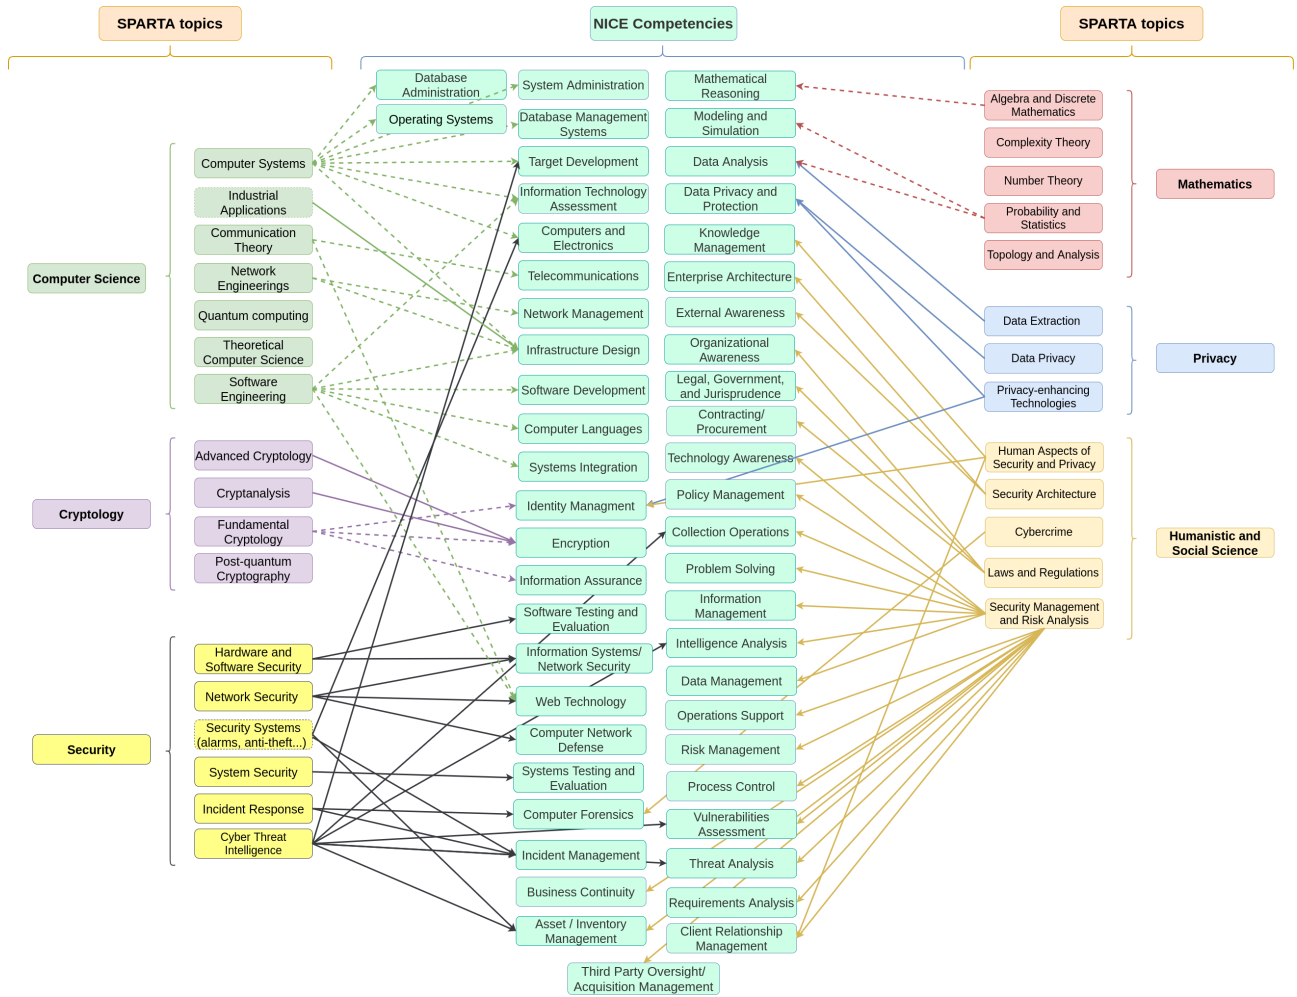 SPARTA topics
NICE Competencies
SPARTA topics
Computer Science
Computer Systems
Industrial
Applications
Communication
Theory
Network
Engineerings
Quantum computing
Theoretical
Computer Science
Software
Engineering
Cryptology
Advanced Cryptology
Cryptanalysis
Fundamental
Cryptology
Post-quantum
Cryptography
Security
Hardware and
Software Security
Network Security
Security Systems
(alarms, anti-theft...)
System Security
Incident Response
Cyber Threat
Intelligence
Database
Administration
Operating Systems
System Administration
Database Management
Systems
Target Development
Information Technology
Assessment
Computers and
Electronics
Telecommunications
Network Management
Infrastructure Design
Software Development
Computer Languages
Systems Integration
Identity Managment
Encryption
Information Assurance
Software Testing and
Evaluation
Information Systems/
Network Security
Web Technology
Computer Network
Defense
Systems Testing and
Evaluation
Computer Forensics
Incident Management
Business Continuity
Asset / Inventory
Management
Third Party Oversight/
Acquisition Management
Mathematical
Reasoning
Modeling and
Simulation
Data Analysis
Data Privacy and
Protection
Knowledge
Management
Enterprise Architecture
External Awareness
Organizational
Awareness
Legal, Government,
and Jurisprudence
Contracting/
Procurement
Technology Awareness
Policy Management
Collection Operations
Problem Solving
Information
Management
Intelligence Analysis
Data Management
Operations Support
Risk Management
Process Control
Vulnerabilities
Assessment
Threat Analysis
Requirements Analysis
Client Relationship
Management
Algebra and Discrete
Mathematics
Complexity Theory
Number Theory
Probability and
Statistics
Topology and Analysis
Mathematics
Data Extraction
Data Privacy
Privacy-enhancing
Technologies
Privacy
Human Aspects of
Security and Privacy
Security Architecture
Cybercrime
Laws and Regulations
Security Management
and Risk Analysis
Humanistic and
Social Science